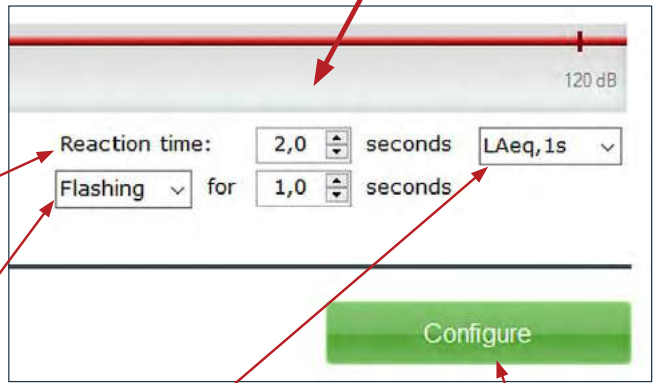 120 dB
Reaction time: 2,0 seconds LAeq,1s
Flashing for 1,0 seconds
Configure